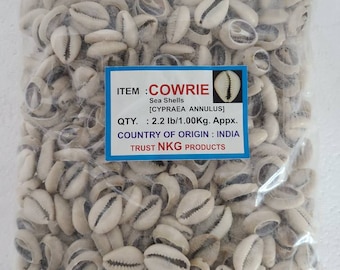 ITEM : COWRIE
Sea Shells
[CYPRAEA ANNULUS]
QTY. : 2.2 lb/1.00Kg. Appx.
COUNTRY OF ORIGIN : INDIA
TRUST NKG PRODUCTS